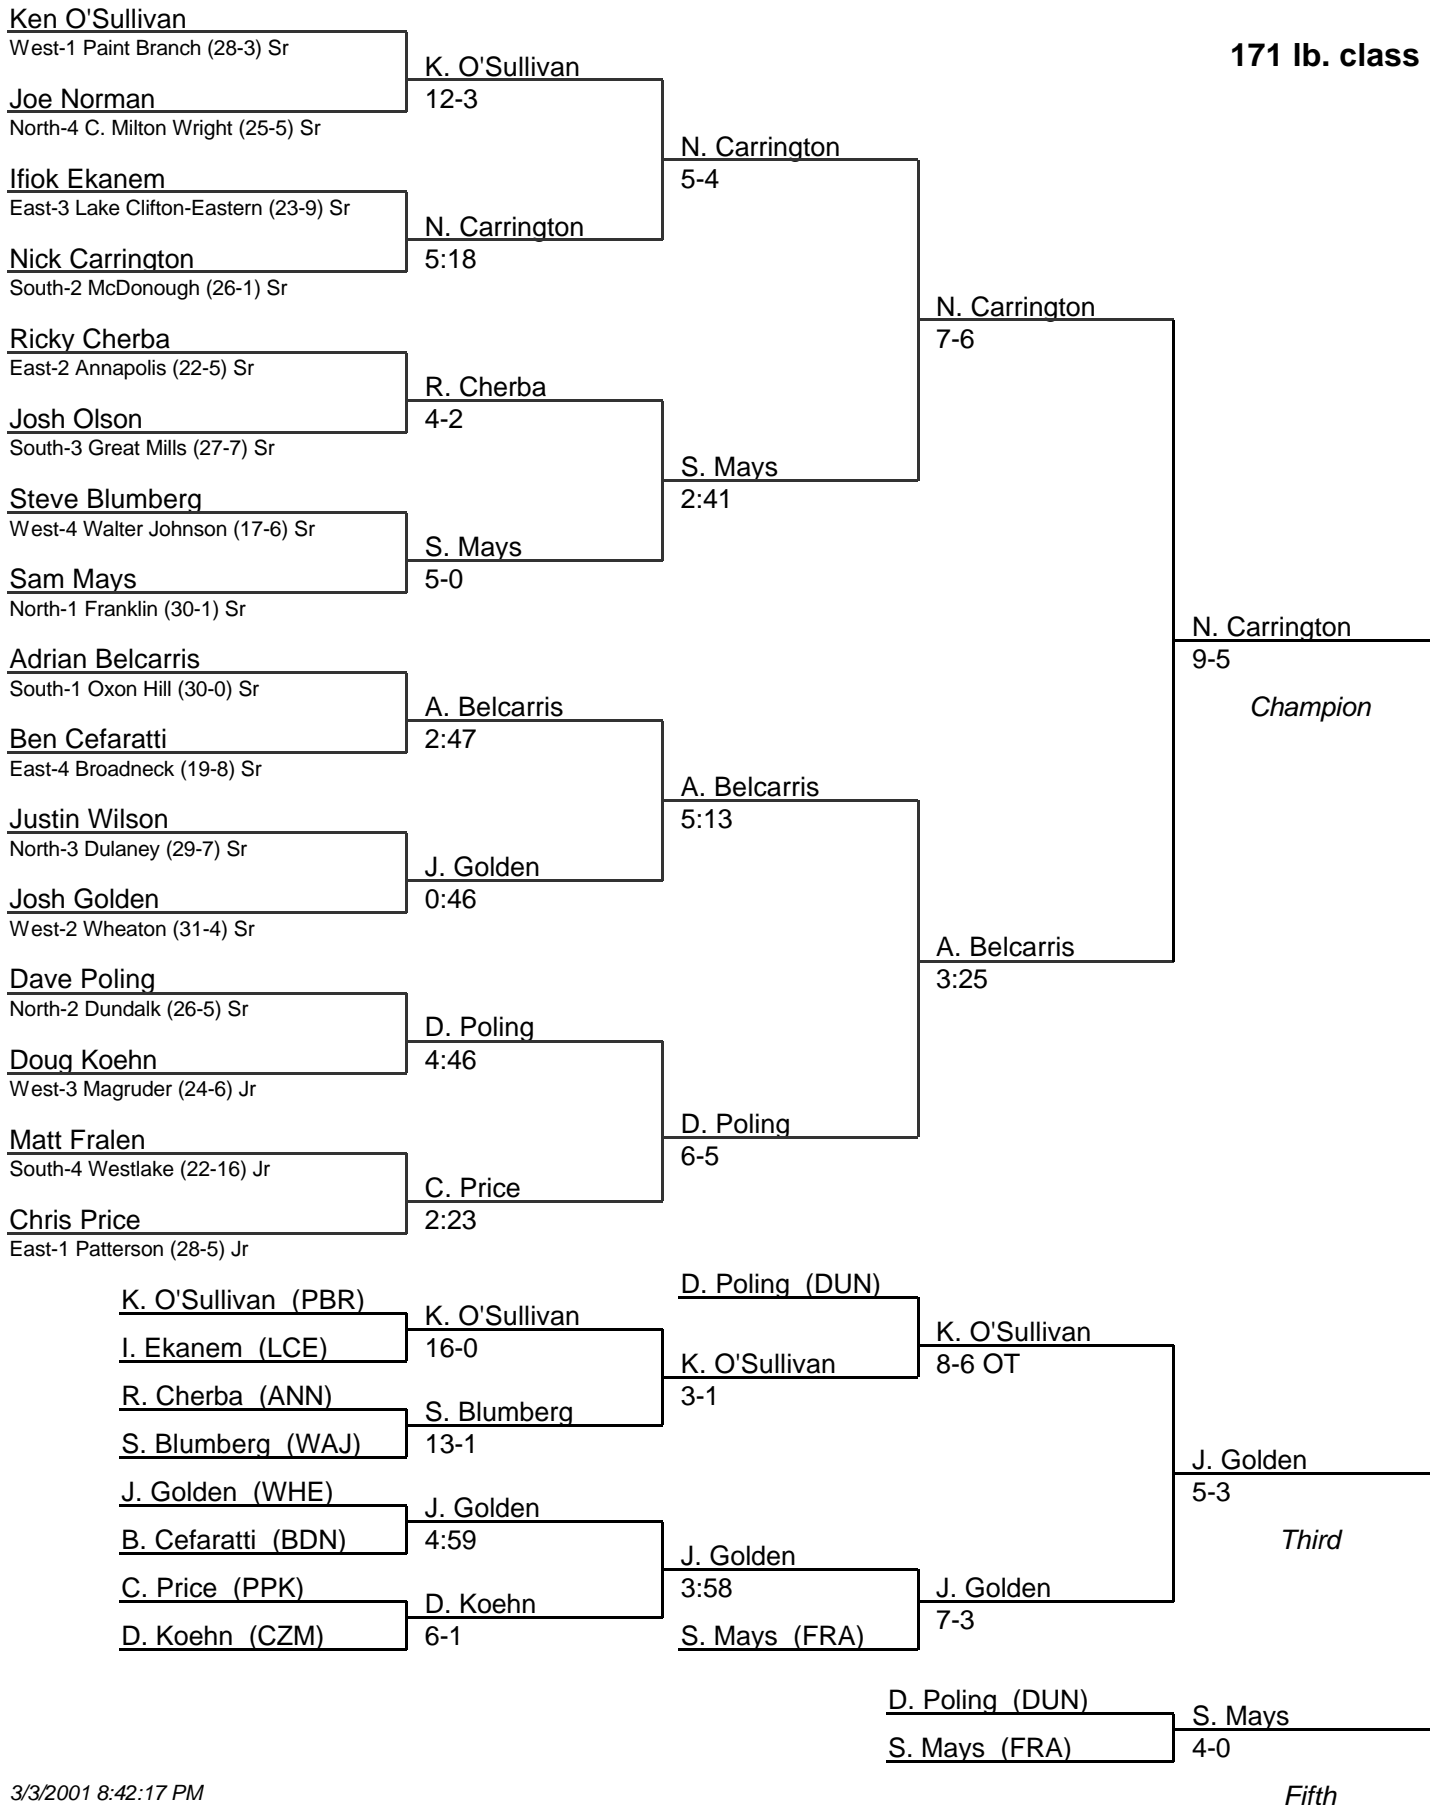 171 lb. class
Ken O'Sullivan
West-1 Paint Branch (28-3) Sr
K. O'Sullivan
12-3
Joe Norman
North-4 C. Milton Wright (25-5) Sr
N. Carrington
5-4
Ifiok Ekanem
East-3 Lake Clifton-Eastern (23-9) Sr
N. Carrington
5:18
Nick Carrington
South-2 McDonough (26-1) Sr
N. Carrington
7-6
Ricky Cherba
East-2 Annapolis (22-5) Sr
R. Cherba
4-2
Josh Olson
South-3 Great Mills (27-7) Sr
S. Mays
2:41
Steve Blumberg
West-4 Walter Johnson (17-6) Sr
S. Mays
5-0
Sam Mays
North-1 Franklin (30-1) Sr
N. Carrington
9-5
Champion
Adrian Belcarris
South-1 Oxon Hill (30-0) Sr
A. Belcarris
2:47
Ben Cefaratti
East-4 Broadneck (19-8) Sr
A. Belcarris
5:13
Justin Wilson
North-3 Dulaney (29-7) Sr
J. Golden
0:46
Josh Golden
West-2 Wheaton (31-4) Sr
A. Belcarris
3:25
Dave Poling
North-2 Dundalk (26-5) Sr
D. Poling
4:46
Doug Koehn
West-3 Magruder (24-6) Jr
D. Poling
6-5
Matt Fralen
South-4 Westlake (22-16) Jr
C. Price
2:23
Chris Price
East-1 Patterson (28-5) Jr
D. Poling (DUN)
K. O'Sullivan (PBR)
K. O'Sullivan
16-0
I. Ekanem (LCE)
K. O'Sullivan
8-6 OT
K. O'Sullivan
3-1
R. Cherba (ANN)
S. Blumberg
13-1
S. Blumberg (WAJ)
J. Golden
5-3
Third
J. Golden (WHE)
J. Golden
4:59
B. Cefaratti (BDN)
J. Golden
3:58
C. Price (PPK)
J. Golden
7-3
D. Koehn
6-1
D. Koehn (CZM)
S. Mays (FRA)
D. Poling (DUN)
S. Mays
4-0
S. Mays (FRA)
Fifth
3/3/2001 8:42:17 PM